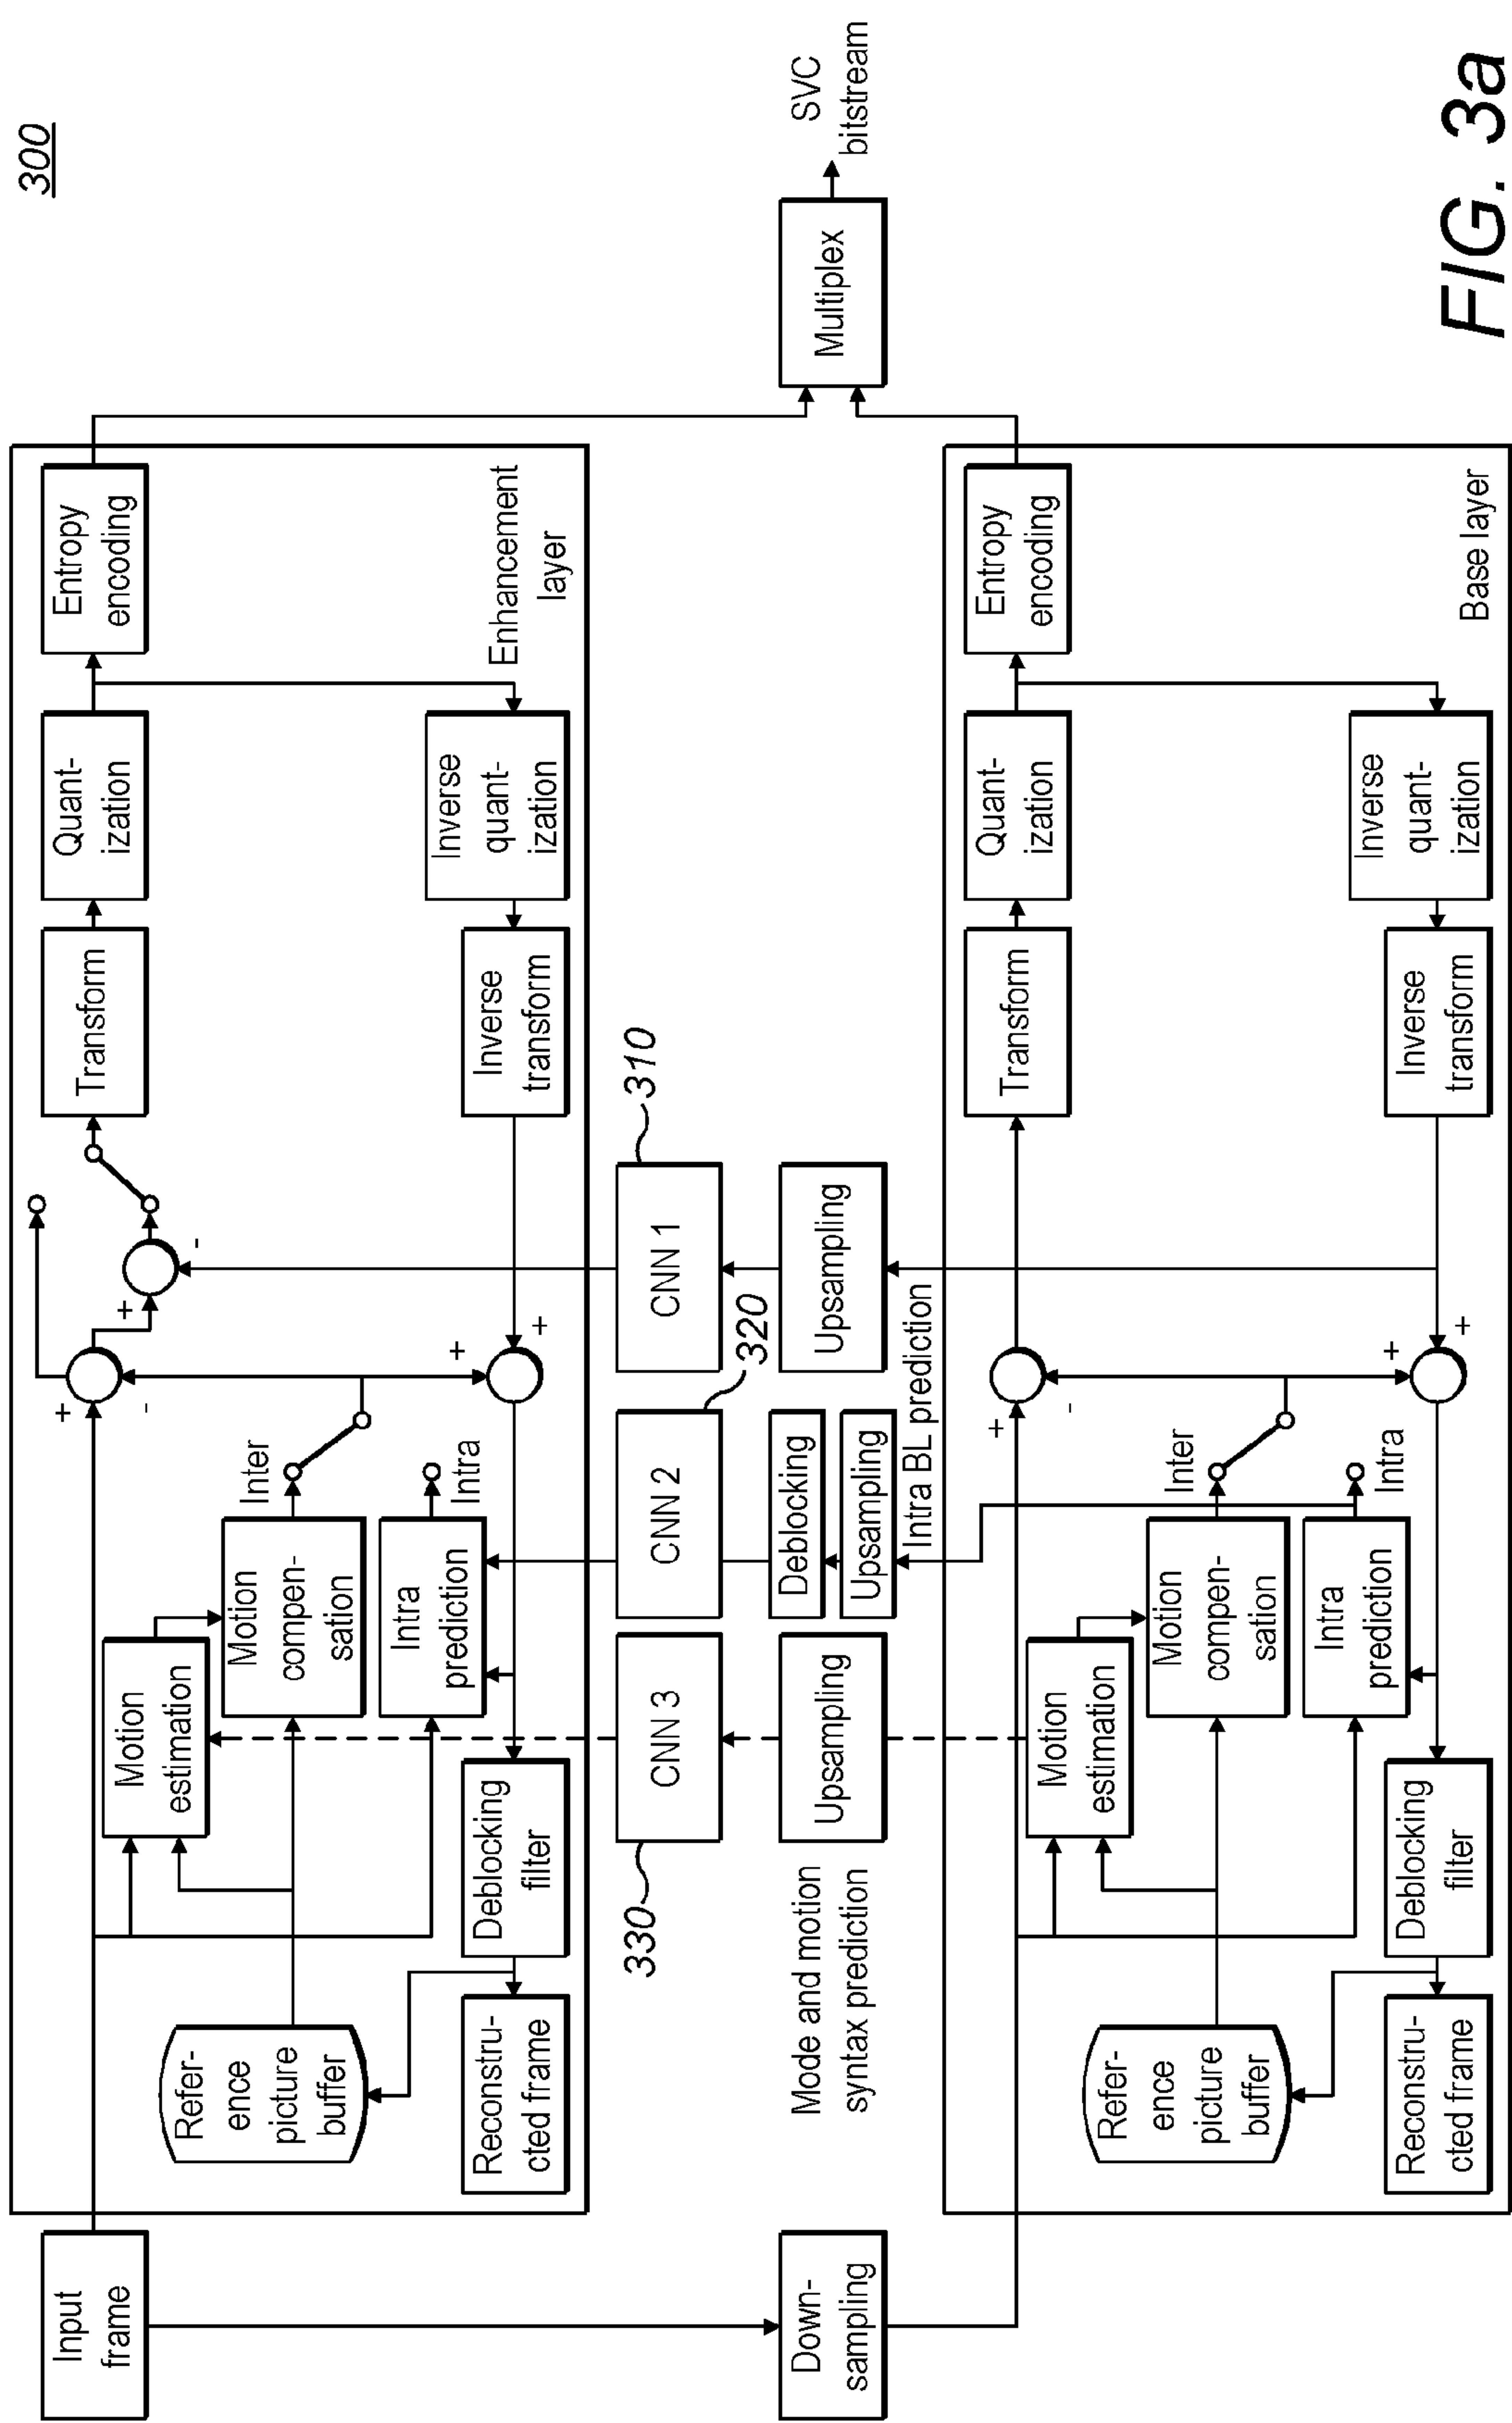 300
Input
frame
Refer-
ence
picture
buffer
Motion
estimation
Motion
compen-
sation
Inter
Intra
prediction
Intra
+
-
+
-
+
+
Transform
Quant-
ization
Entropy
encoding
Reconstru-
cted frame
Deblocking
filter
Inverse
transform
Inverse
quant-
ization
Enhancement
layer
330
CNN 3
CNN 2
320
CNN 1
310
Down-
sampling
Mode and motion
syntax prediction
Upsampling
Deblocking
Upsampling
Intra BL prediction
Upsampling
Multiplex
SVC
bitstream
Refer-
ence
picture
buffer
Motion
estimation
Motion
compen-
sation
Inter
Intra
prediction
Intra
+
-
+
+
Transform
Quant-
ization
Entropy
encoding
Reconstru-
cted frame
Deblocking
filter
Inverse
transform
Inverse
quant-
ization
Base layer
FIG. 3a